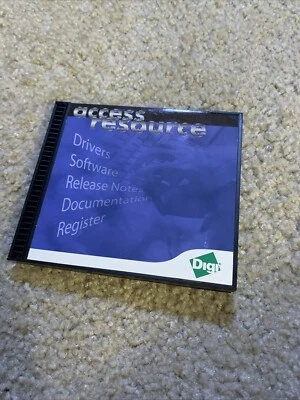 access
resource
Drivers
Software
Release Notes
Documentation
Register
Digi